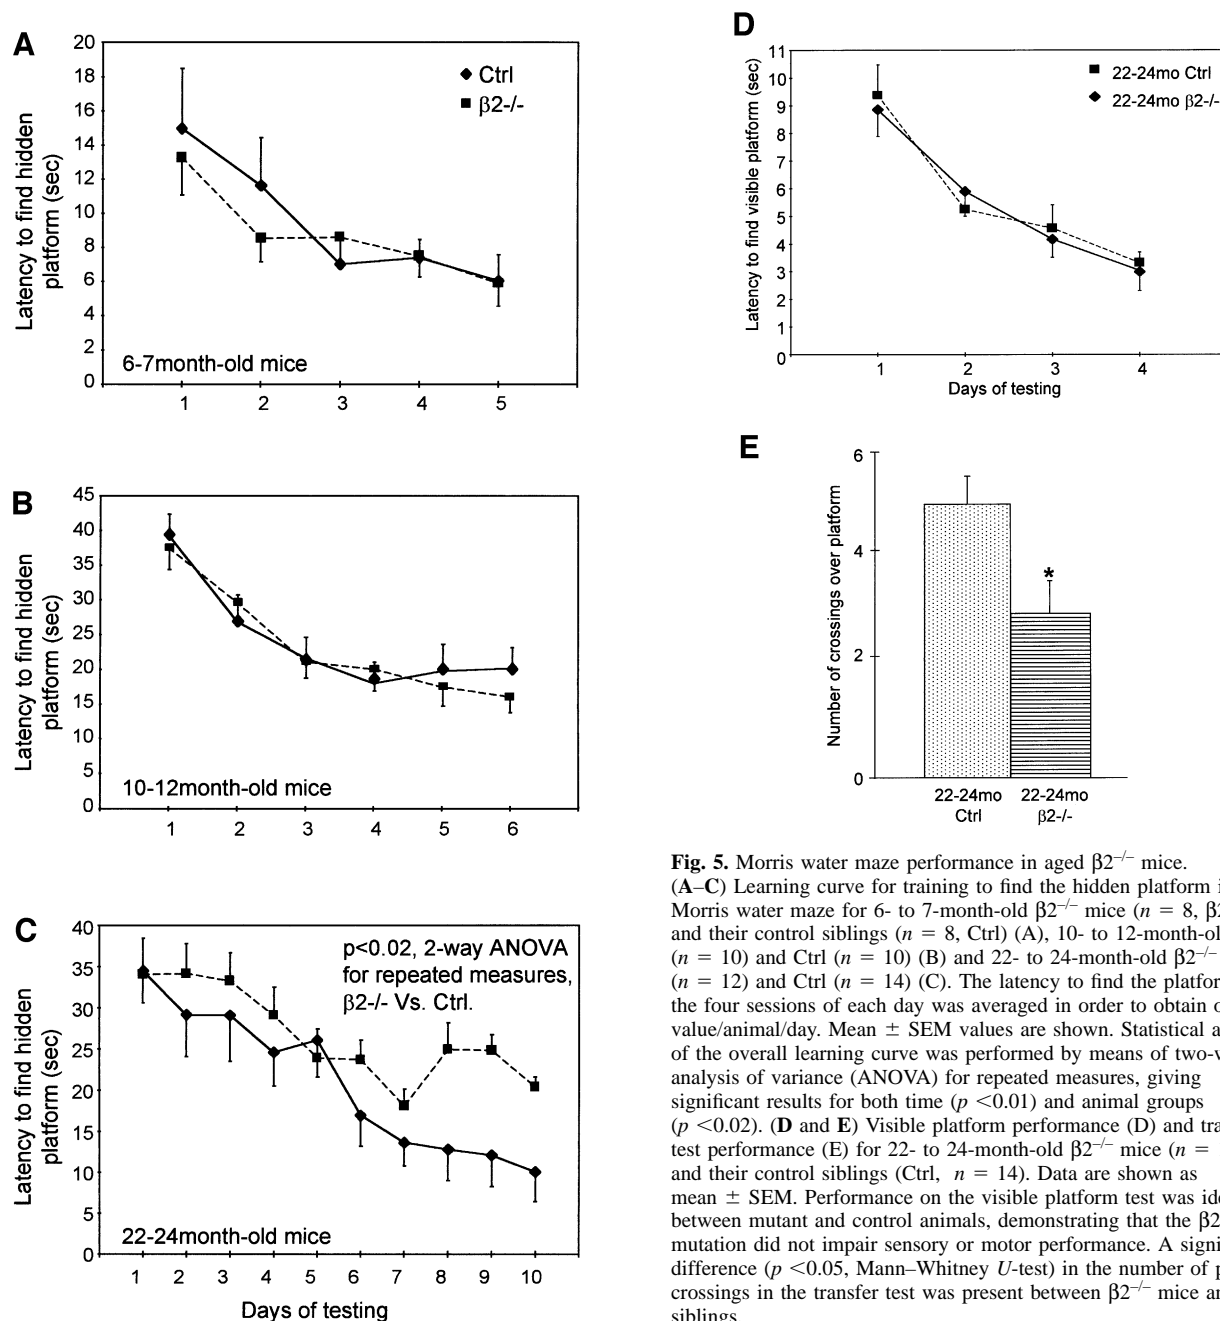 A
20
18
16
14
12
10
8
6
4
2
0
Latency to find hidden
platform (sec)
Ctrl
β2-/-
6-7month-old mice
1 2 3 4 5
B
45
40
35
30
25
20
15
10
5
0
Latency to find hidden
platform (sec)
10-12month-old mice
1 2 3 4 5 6
C
40
35
30
25
20
15
10
5
0
Latency to find hidden
platform (sec)
p<0.02, 2-way ANOVA
for repeated measures,
β2-/- Vs. Ctrl.
22-24month-old mice
1 2 3 4 5 6 7 8 9 10
Days of testing
D
11
10
9
8
7
6
5
4
3
2
1
0
Latency to find visible platform (sec)
22-24mo Ctrl
22-24mo β2-/-
1 2 3 4
Days of testing
E
6
4
2
0
Number of crossings over platform
*
22-24mo 22-24mo
Ctrl β2-/-
Fig. 5. Morris water maze performance in aged β2−/− mice.
(A–C) Learning curve for training to find the hidden platform i
Morris water maze for 6- to 7-month-old β2−/− mice (n = 8, β2
and their control siblings (n = 8, Ctrl) (A), 10- to 12-month-ol
(n = 10) and Ctrl (n = 10) (B) and 22- to 24-month-old β2−/−
(n = 12) and Ctrl (n = 14) (C). The latency to find the platfor
the four sessions of each day was averaged in order to obtain o
value/animal/day. Mean ± SEM values are shown. Statistical a
of the overall learning curve was performed by means of two-w
analysis of variance (ANOVA) for repeated measures, giving
significant results for both time (p <0.01) and animal groups
(p <0.02). (D and E) Visible platform performance (D) and tra
test performance (E) for 22- to 24-month-old β2−/− mice (n =
and their control siblings (Ctrl, n = 14). Data are shown as
mean ± SEM. Performance on the visible platform test was ide
between mutant and control animals, demonstrating that the β2
mutation did not impair sensory or motor performance. A signi
difference (p <0.05, Mann–Whitney U-test) in the number of p
crossings in the transfer test was present between β2−/− mice a
siblings